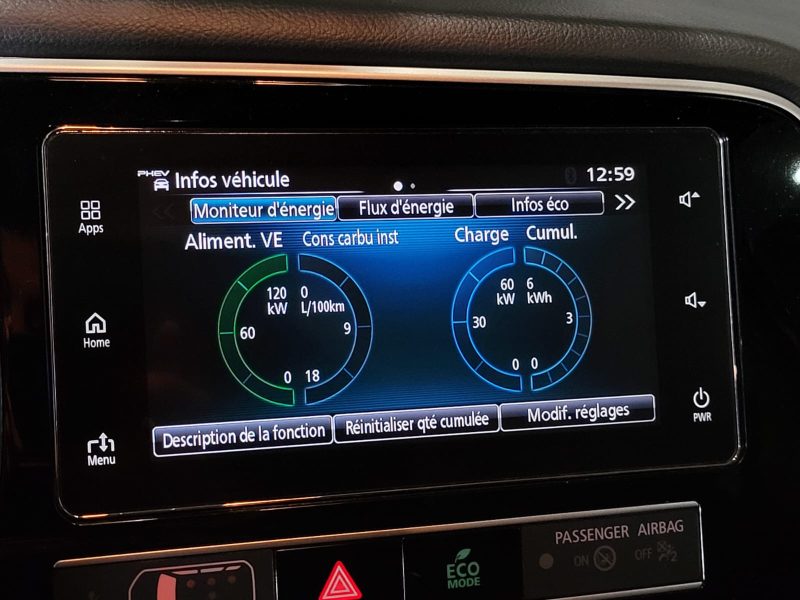 PHEV Infos véhicule 12:59
Moniteur d'énergie Flux d'énergie Infos éco
Aliment. VE Cons carbu inst Charge Cumul.
120 0 60 6
kW L/100km kW kWh
60 9 30 3
0 18 0 0
Description de la fonction Réinitialiser qté cumulée Modif. réglages
Apps
Home
Menu
PWR
PASSENGER AIRBAG
ON OFF 2
ECO
MODE